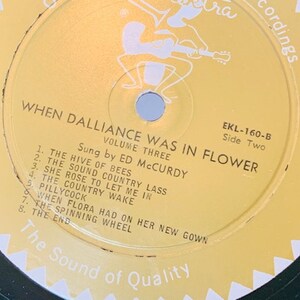 EKL-160-B
Side Two
WHEN DALLIANCE WAS IN FLOWER
VOLUME THREE
Sung by ED McCURDY
1. THE HIVE OF BEES
2. THE SOUND COUNTRY LASS
3. SHE ROSE TO LET ME IN
4. THE COUNTRY WAKE
5. PILLYCOCK
6. WHEN FLORA HAD ON HER NEW GOWN
7. THE SPINNING WHEEL
8. THE END
The Sound of Quality